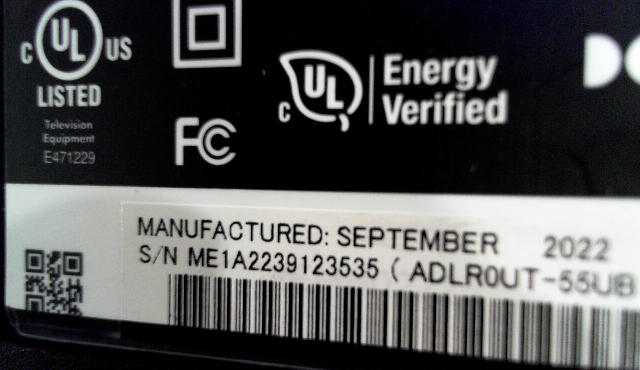 C UL US
LISTED
Television
Equipment
E471229
FC
C UL Energy
Verified
MANUFACTURED: SEPTEMBER 2022
S/N ME1A2239123535 ( ADLR0UT-55UB